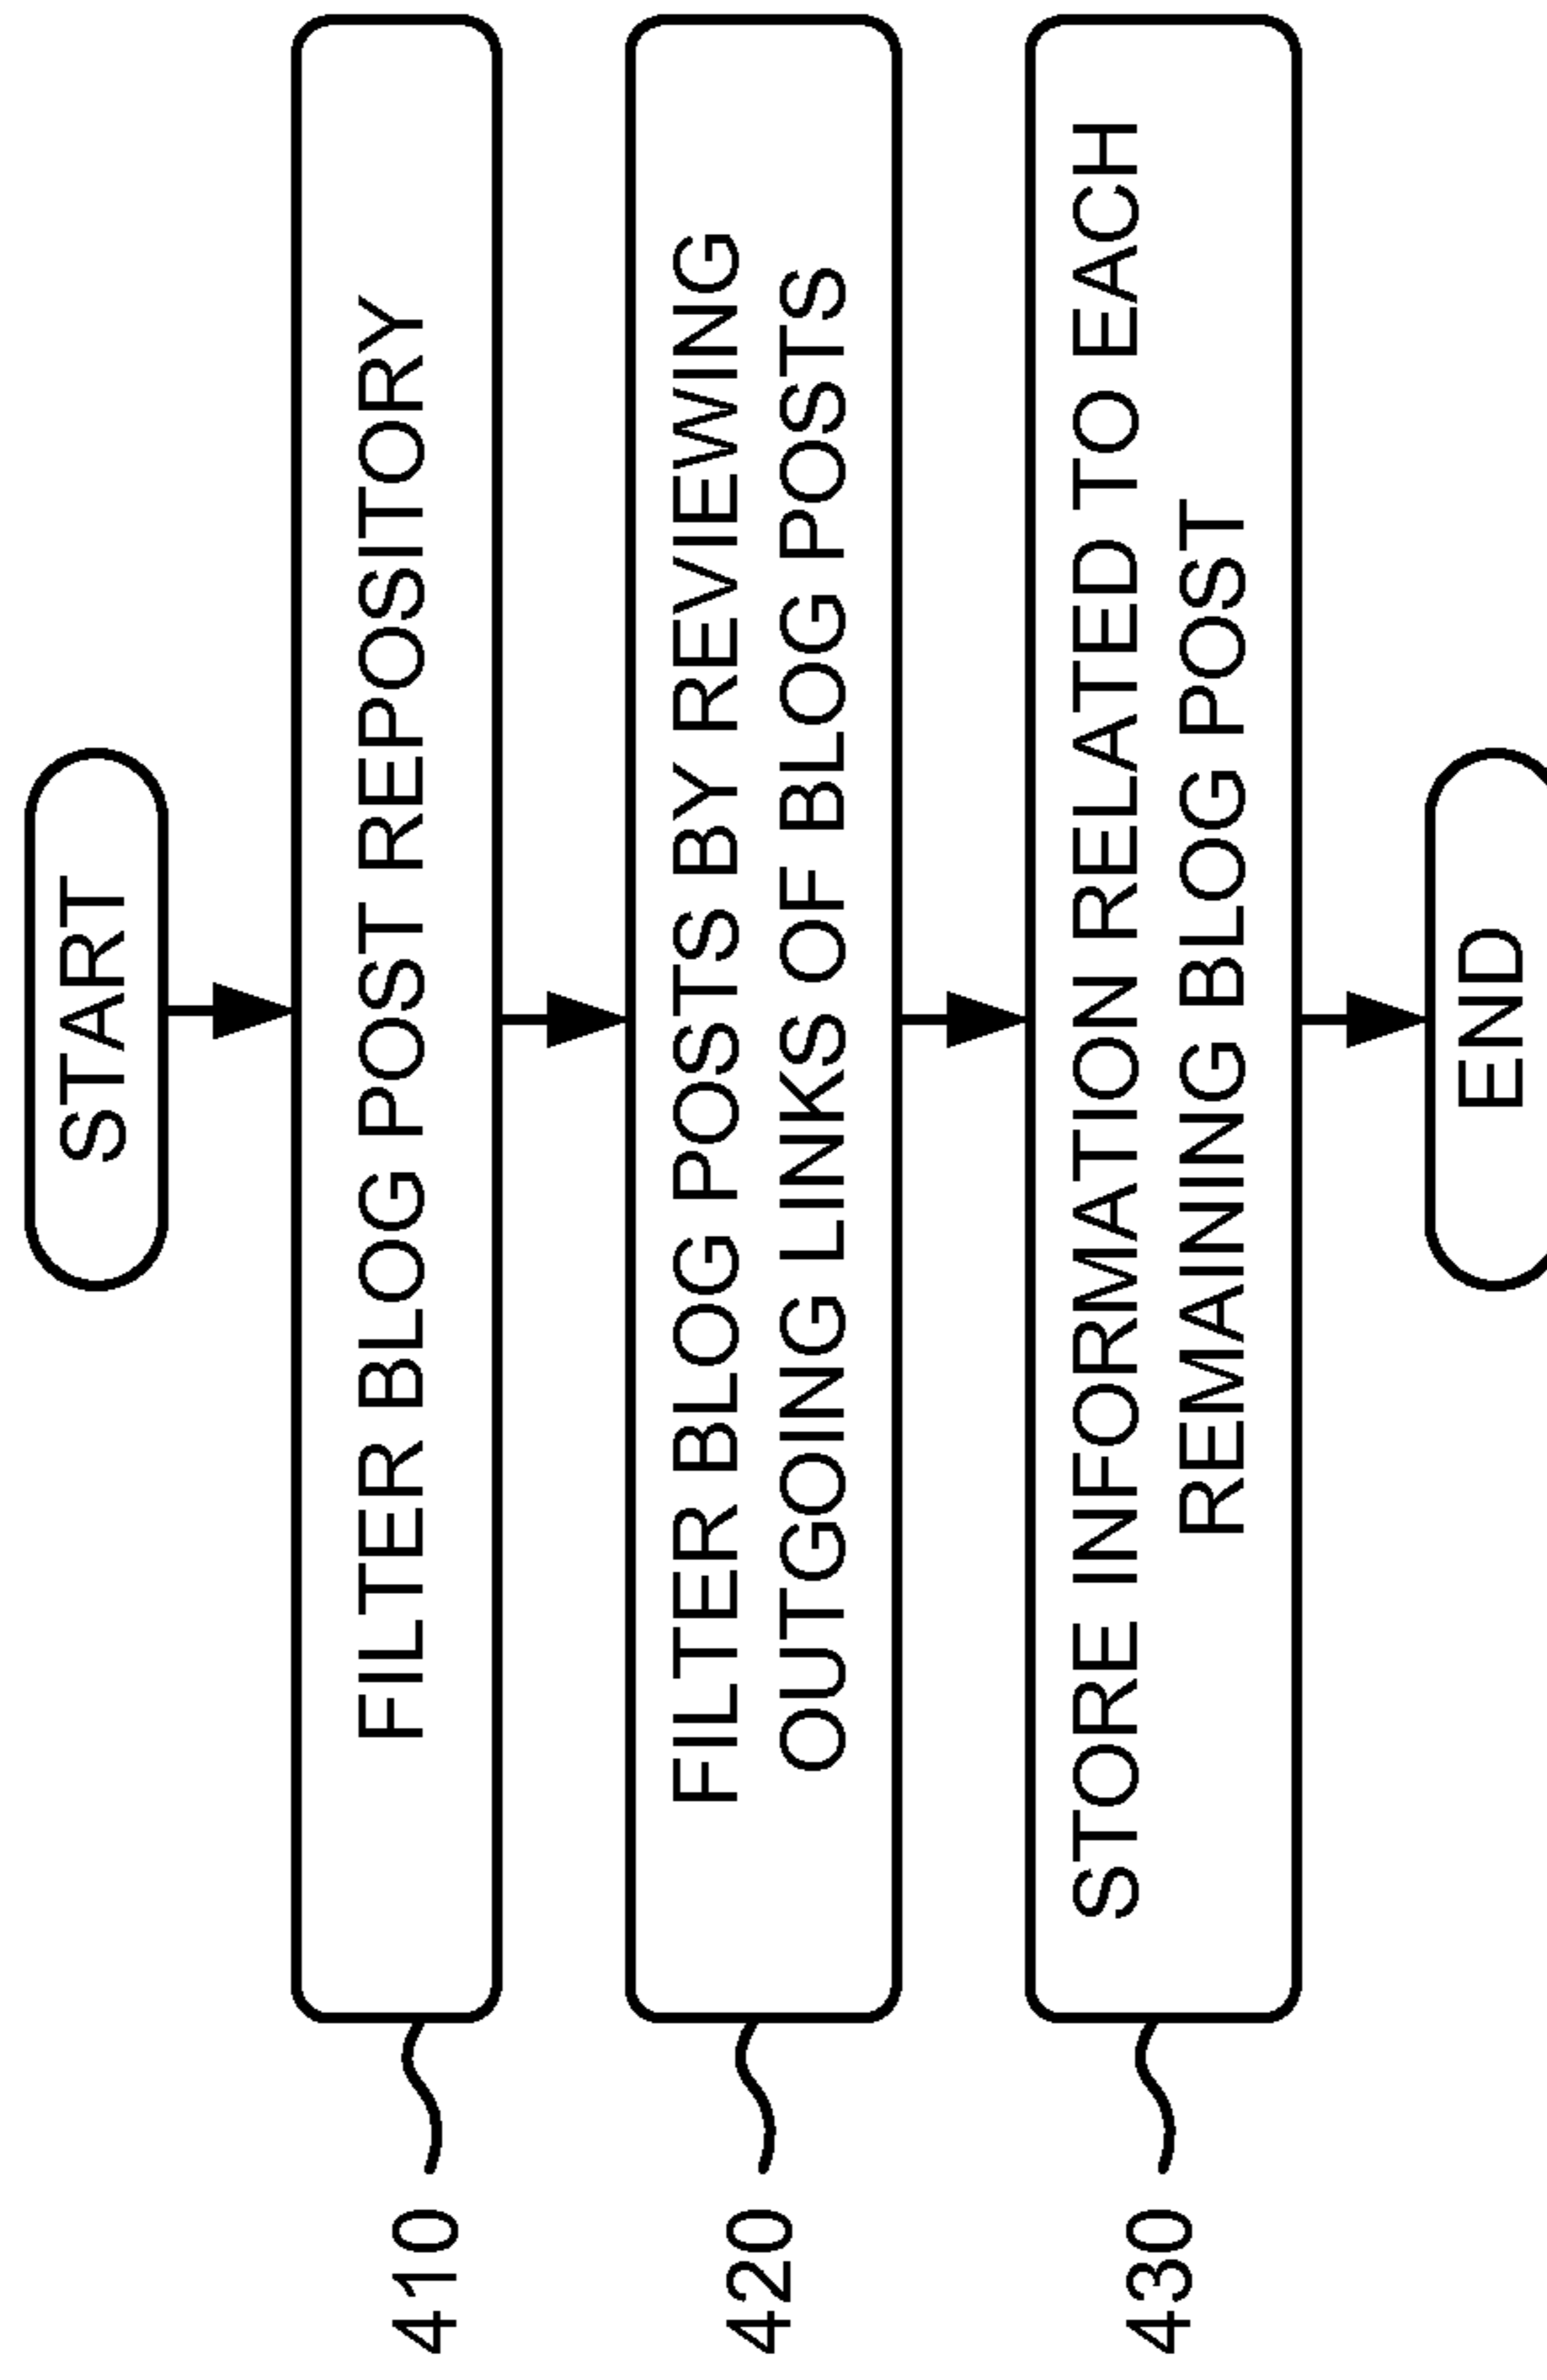 START
410
FILTER BLOG POST REPOSITORY
420
FILTER BLOG POSTS BY REVIEWING
OUTGOING LINKS OF BLOG POSTS
430
STORE INFORMATION RELATED TO EACH
REMAINING BLOG POST
END